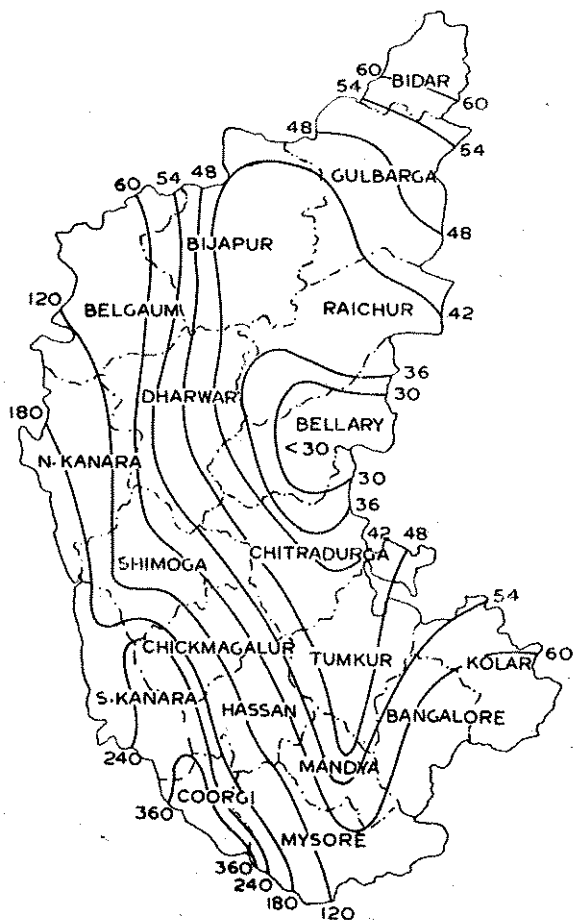 60
BIDAR
60
54
54
48
GULBARGA
60
54
48
BIJAPUR
48
120
BELGAUM
RAICHUR
42
36
DHARWAR
30
180
BELLARY
<30
N. KANARA
30
36
42
48
SHIMOGA
CHITRADURGA
54
CHICKMAGALUR
TUMKUR
KOLAR
60
S. KANARA
HASSAN
BANGALORE
240
MANDYA
COORG
360
MYSORE
360
240
180
120